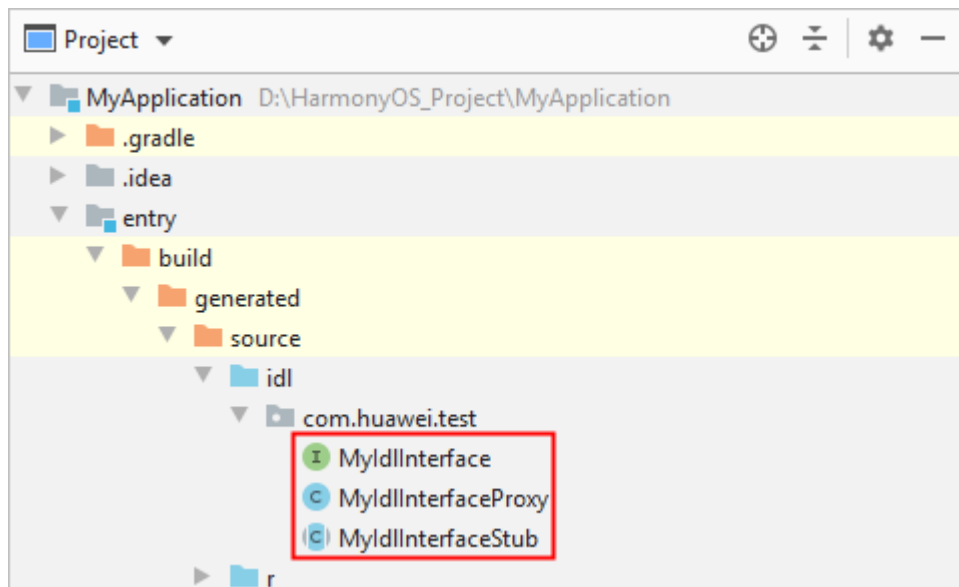 Project
MyApplication D:\HarmonyOS_Project\MyApplication
.gradle
.idea
entry
build
generated
source
idl
com.huawei.test
I MyIdlInterface
C MyIdlInterfaceProxy
C MyIdlInterfaceStub
r